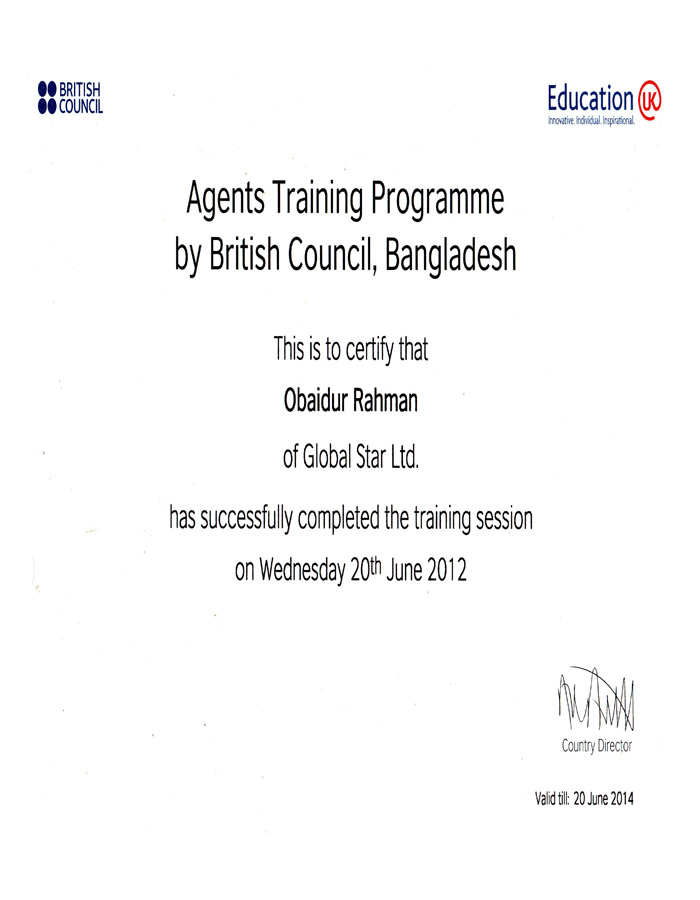 BRITISH
COUNCIL
Education UK
Innovative. Individual. Inspirational.
Agents Training Programme
by British Council, Bangladesh
This is to certify that
Obaidur Rahman
of Global Star Ltd.
has successfully completed the training session
on Wednesday 20th June 2012
Country Director
Valid till: 20 June 2014